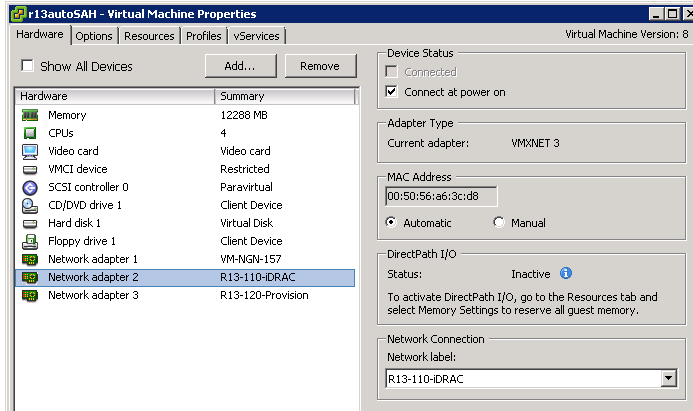 r13autoSAH - Virtual Machine Properties
Hardware Options Resources Profiles vServices Virtual Machine Version: 8
Show All Devices Add... Remove
Hardware Summary
Memory 12288 MB
CPUs 4
Video card Video card
VMCI device Restricted
SCSI controller 0 Paravirtual
CD/DVD drive 1 Client Device
Hard disk 1 Virtual Disk
Floppy drive 1 Client Device
Network adapter 1 VM-NGN-157
Network adapter 2 R13-110-iDRAC
Network adapter 3 R13-120-Provision
Device Status
Connected
Connect at power on
Adapter Type
Current adapter: VMXNET 3
MAC Address
00:50:56:a6:3c:d8
Automatic Manual
DirectPath I/O
Status: Inactive
To activate DirectPath I/O, go to the Resources tab and
select Memory Settings to reserve all guest memory.
Network Connection
Network label:
R13-110-iDRAC